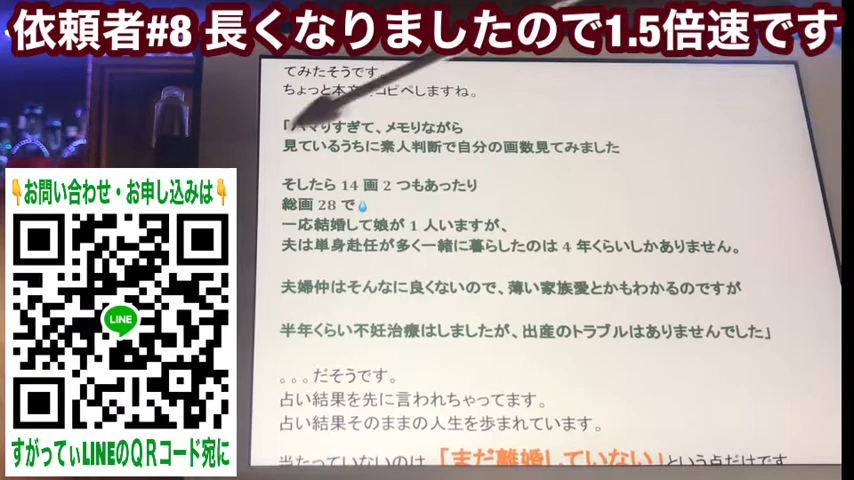 依頼者#8 長くなりましたので1.5倍速です
てみたそうです。
ちょっと本文コピペしますね。
「ハマりすぎて、メモりながら
見ているうちに素人判断で自分の画数見てみました
そしたら 14 画 2 つもあったり
総画 28 で💧
一応結婚して娘が 1 人いますが、
夫は単身赴任が多く一緒に暮らしたのは 4 年くらいしかありません。
夫婦仲はそんなに良くないので、薄い家族愛とかもわかるのですが
半年くらい不妊治療はしましたが、出産のトラブルはありませんでした」
。。。だそうです。
占い結果を先に言われちゃってます。
占い結果そのままの人生を歩まれています。
当たっていないのは、「まだ離婚していない」という点だけです
👇お問い合わせ・お申し込みは👇
LINE
すがってぃLINEのQRコード宛に